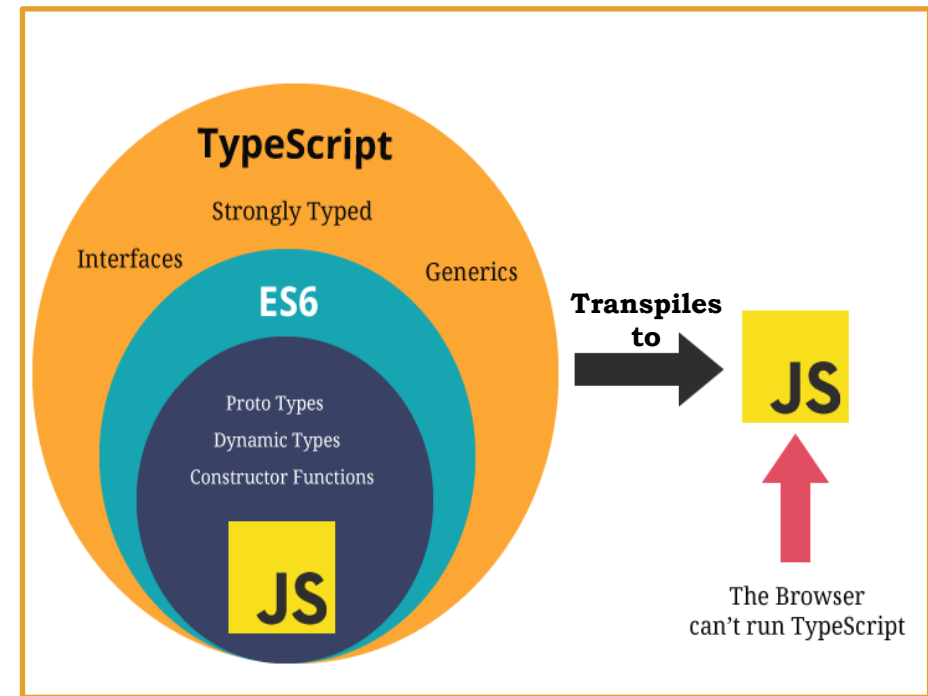 TypeScript
Strongly Typed
Interfaces
Generics
ES6
Proto Types
Dynamic Types
Constructor Functions
JS
Transpiles
to
JS
The Browser
can't run TypeScript